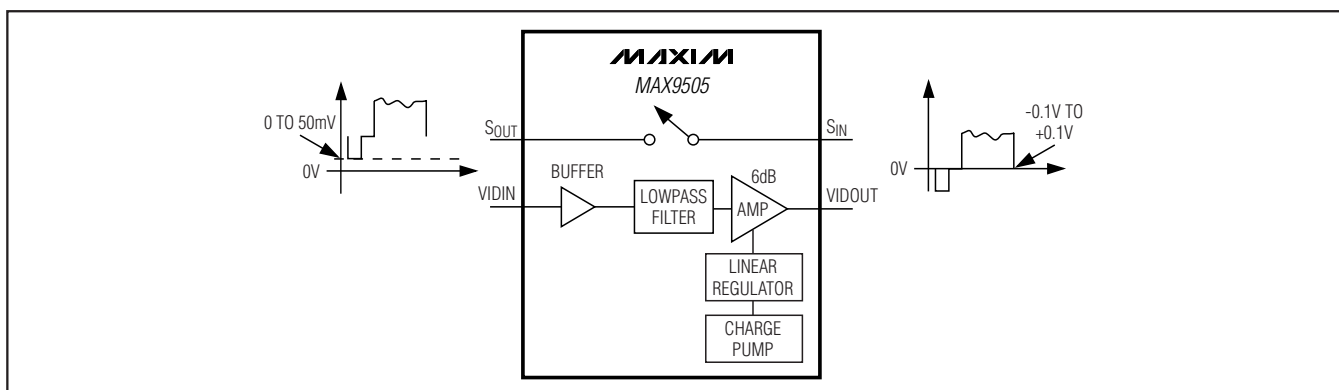 MAXIM
MAX9505
0 TO 50mV
0V
SOUT
SIN
-0.1V TO
+0.1V
0V
BUFFER
6dB
VIDIN
LOWPASS
FILTER
AMP
VIDOUT
LINEAR
REGULATOR
CHARGE
PUMP